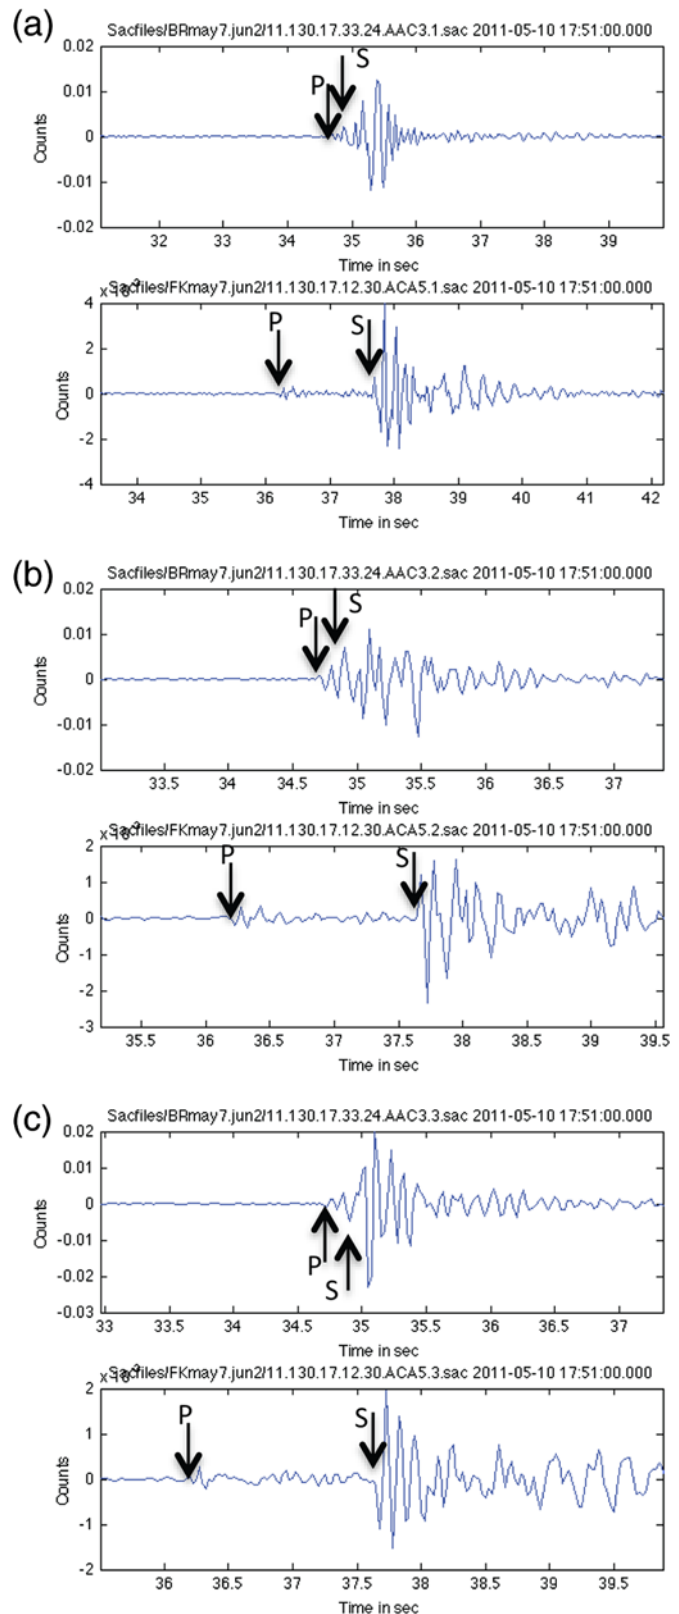 (a)
Sacfiles/BRmay7.jun2/11.130.17.33.24.AAC3.1.sac 2011-05-10 17:51:00.000
0.02
0.01
0
-0.01
-0.02
Counts
P
S
32 33 34 35 36 37 38 39
Time in sec
Sacfiles/FKmay7.jun2/11.130.17.12.30.ACA5.1.sac 2011-05-10 17:51:00.000
x 10-3
4
2
0
-2
-4
Counts
P
S
34 35 36 37 38 39 40 41 42
Time in sec
(b)
Sacfiles/BRmay7.jun2/11.130.17.33.24.AAC3.2.sac 2011-05-10 17:51:00.000
0.02
0.01
0
-0.01
-0.02
Counts
P
S
33.5 34 34.5 35 35.5 36 36.5 37
Time in sec
Sacfiles/FKmay7.jun2/11.130.17.12.30.ACA5.2.sac 2011-05-10 17:51:00.000
x 10-3
2
1
0
-1
-2
-3
Counts
P
S
35.5 36 36.5 37 37.5 38 38.5 39 39.5
Time in sec
(c)
Sacfiles/BRmay7.jun2/11.130.17.33.24.AAC3.3.sac 2011-05-10 17:51:00.000
0.02
0.01
0
-0.01
-0.02
-0.03
Counts
P
S
33 33.5 34 34.5 35 35.5 36 36.5 37
Time in sec
Sacfiles/FKmay7.jun2/11.130.17.12.30.ACA5.3.sac 2011-05-10 17:51:00.000
x 10-3
2
1
0
-1
-2
Counts
P
S
36 36.5 37 37.5 38 38.5 39 39.5
Time in sec